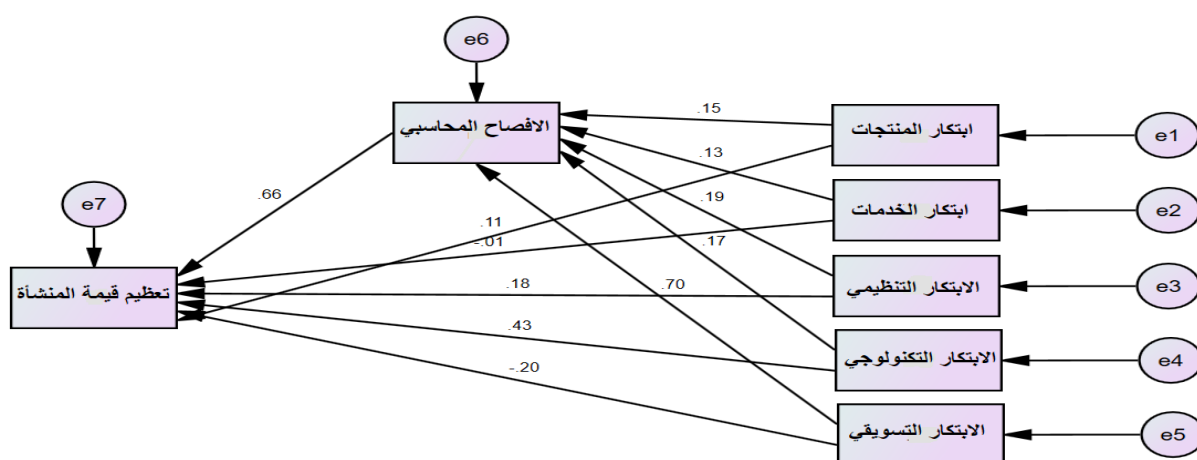 e6
الافصاح المحاسبي
.15
ابتكار المنتجات
e1
.13
.66
.19
ابتكار الخدمات
e2
e7
.11
-.01
.17
تعظيم قيمة المنشأة
.18
.70
الابتكار التنظيمي
e3
.43
الابتكار التكنولوجي
e4
-.20
الابتكار التسويقي
e5